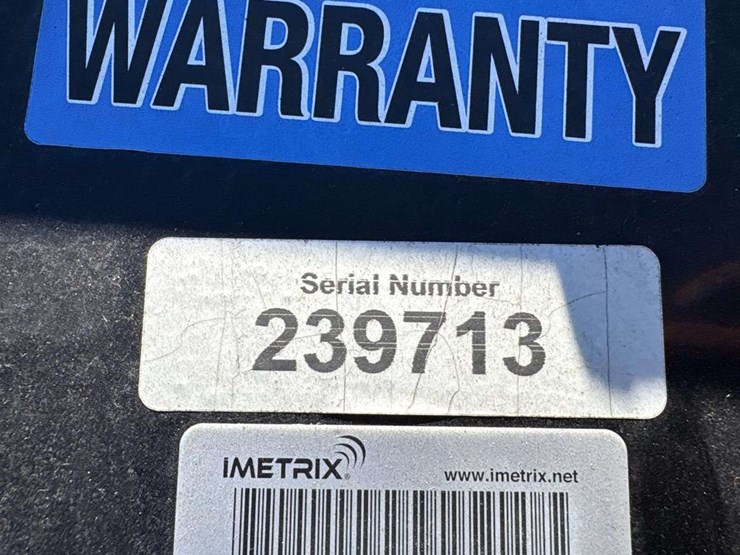 WARRANTY
Serial Number
239713
iMETRIX
www.imetrix.net